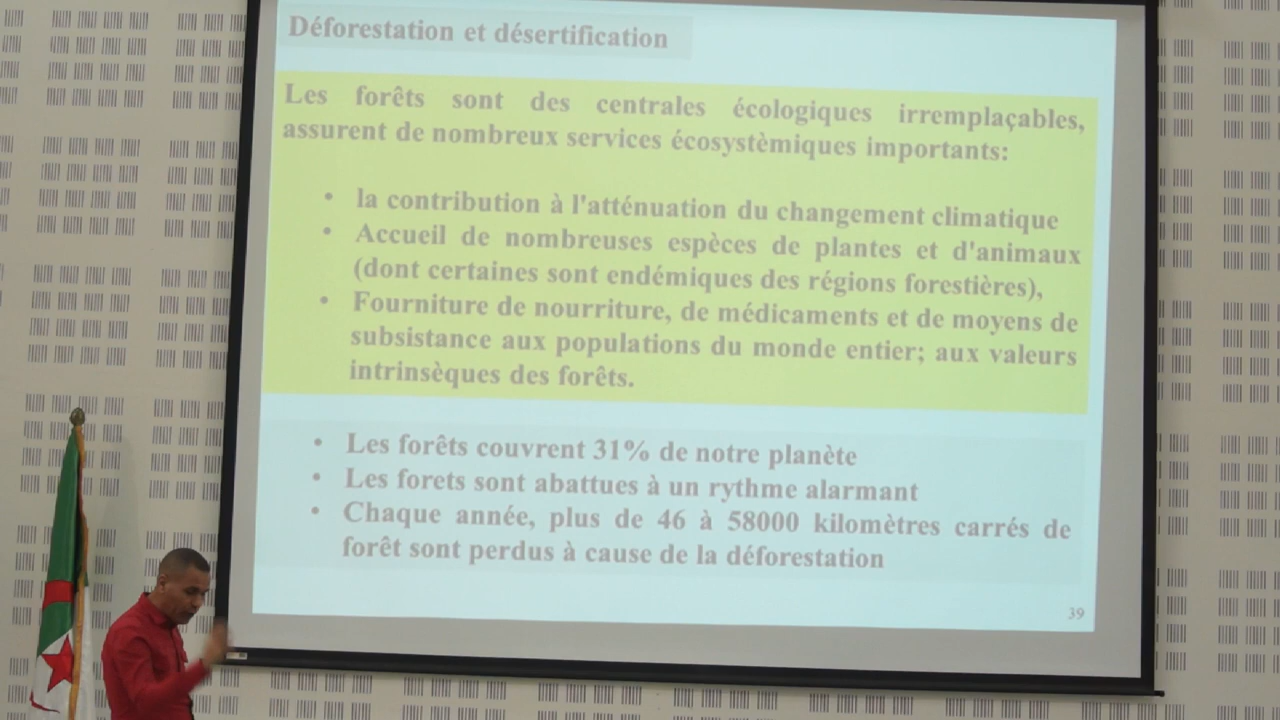 Déforestation et désertification
Les forêts sont des centrales écologiques irremplaçables,
assurent de nombreux services écosystèmiques importants:
• la contribution à l'atténuation du changement climatique
• Accueil de nombreuses espèces de plantes et d'animaux
(dont certaines sont endémiques des régions forestières),
• Fourniture de nourriture, de médicaments et de moyens de
subsistance aux populations du monde entier; aux valeurs
intrinsèques des forêts.
• Les forêts couvrent 31% de notre planète
• Les forets sont abattues à un rythme alarmant
• Chaque année, plus de 46 à 58000 kilomètres carrés de
forêt sont perdus à cause de la déforestation
39